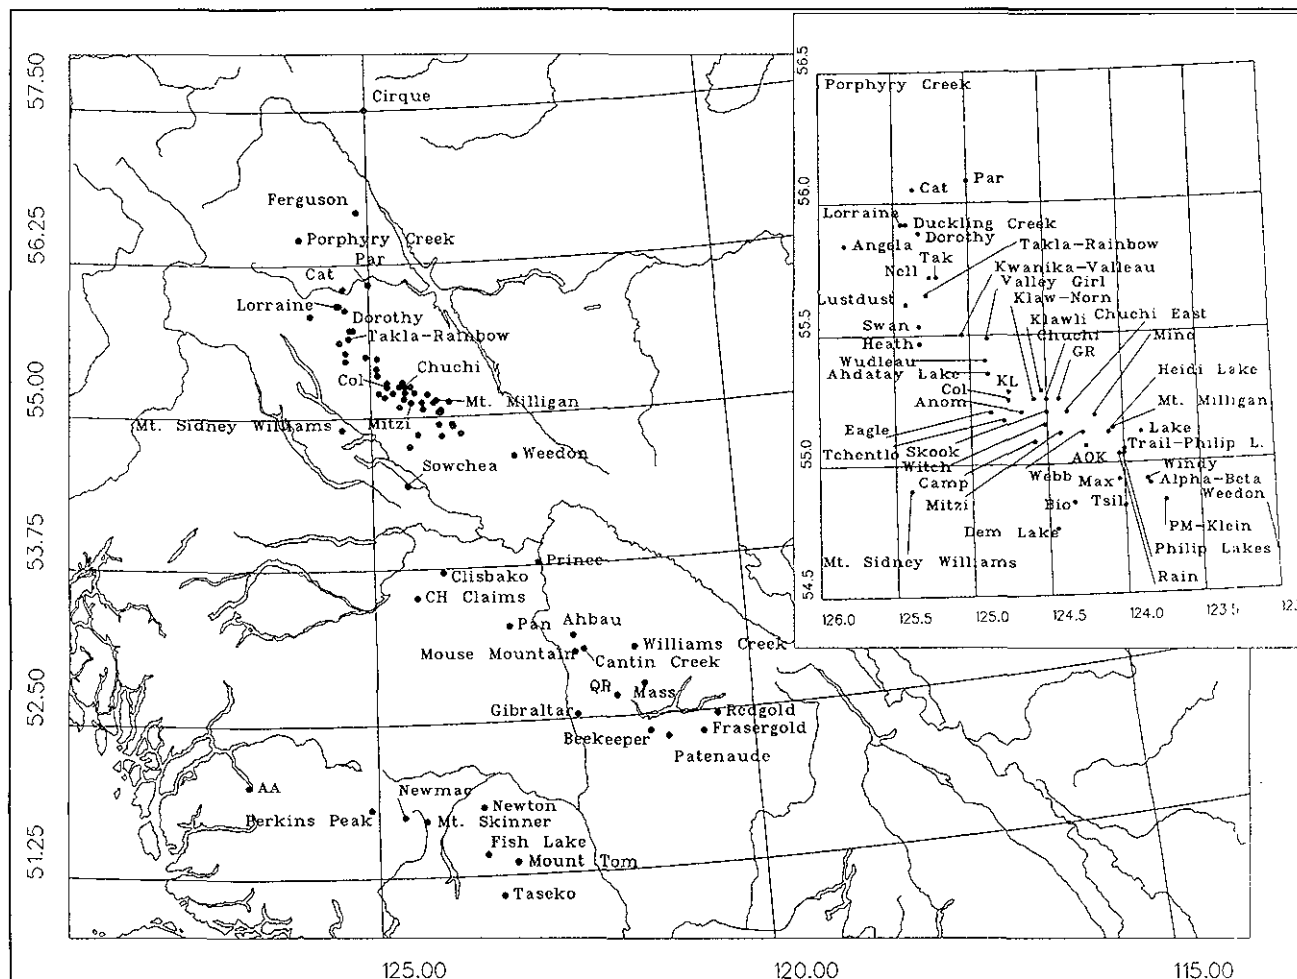 57.50
56.25
55.00
53.75
52.50
51.25
125.00
120.00
115.00
Cirque
Ferguson
Porphyry Creek
Par
Cat
Lorraine
Dorothy
Takla-Rainbow
Chuchi
Col
Mt. Milligan
Mitzi
Mt. Sidney Williams
Weedon
Sowchea
Prince
Clisbako
CH Claims
Pan
Ahbau
Mouse Mountain
Williams Creek
Cantin Creek
QR
Mass
Gibraltar
Redgold
Beekeeper
Frasergold
Patenaude
AA
Newmac
Perkins Peak
Newton
Mt. Skinner
Fish Lake
Mount Tom
Taseko
56.5
56.0
55.5
55.0
54.5
126.0
125.5
125.0
124.5
124.0
123.5
Porphyry Creek
Par
Cat
Lorraine
Duckling Creek
Dorothy
Angela
Takla-Rainbow
Tak
Nell
Kwanika-Valleau
Valley Girl
Lustdust
Klaw-Norn
Chuchi East
Klawli
Swan
Chuchi
Mino
Heath
GR
Wudleau
Heidi Lake
Ahdatay Lake
KL
Col
Mt. Milligan
Anom
Eagle
Lake
Tchentlo
Skook
Trail-Philip L.
Witch
AOK
Windy
Camp
Webb
Max
Alpha-Beta
Weedon
Mitzi
Bio
Tsil
PM-Klein
Dem Lake
Philip Lakes
Mt. Sidney Williams
Rain